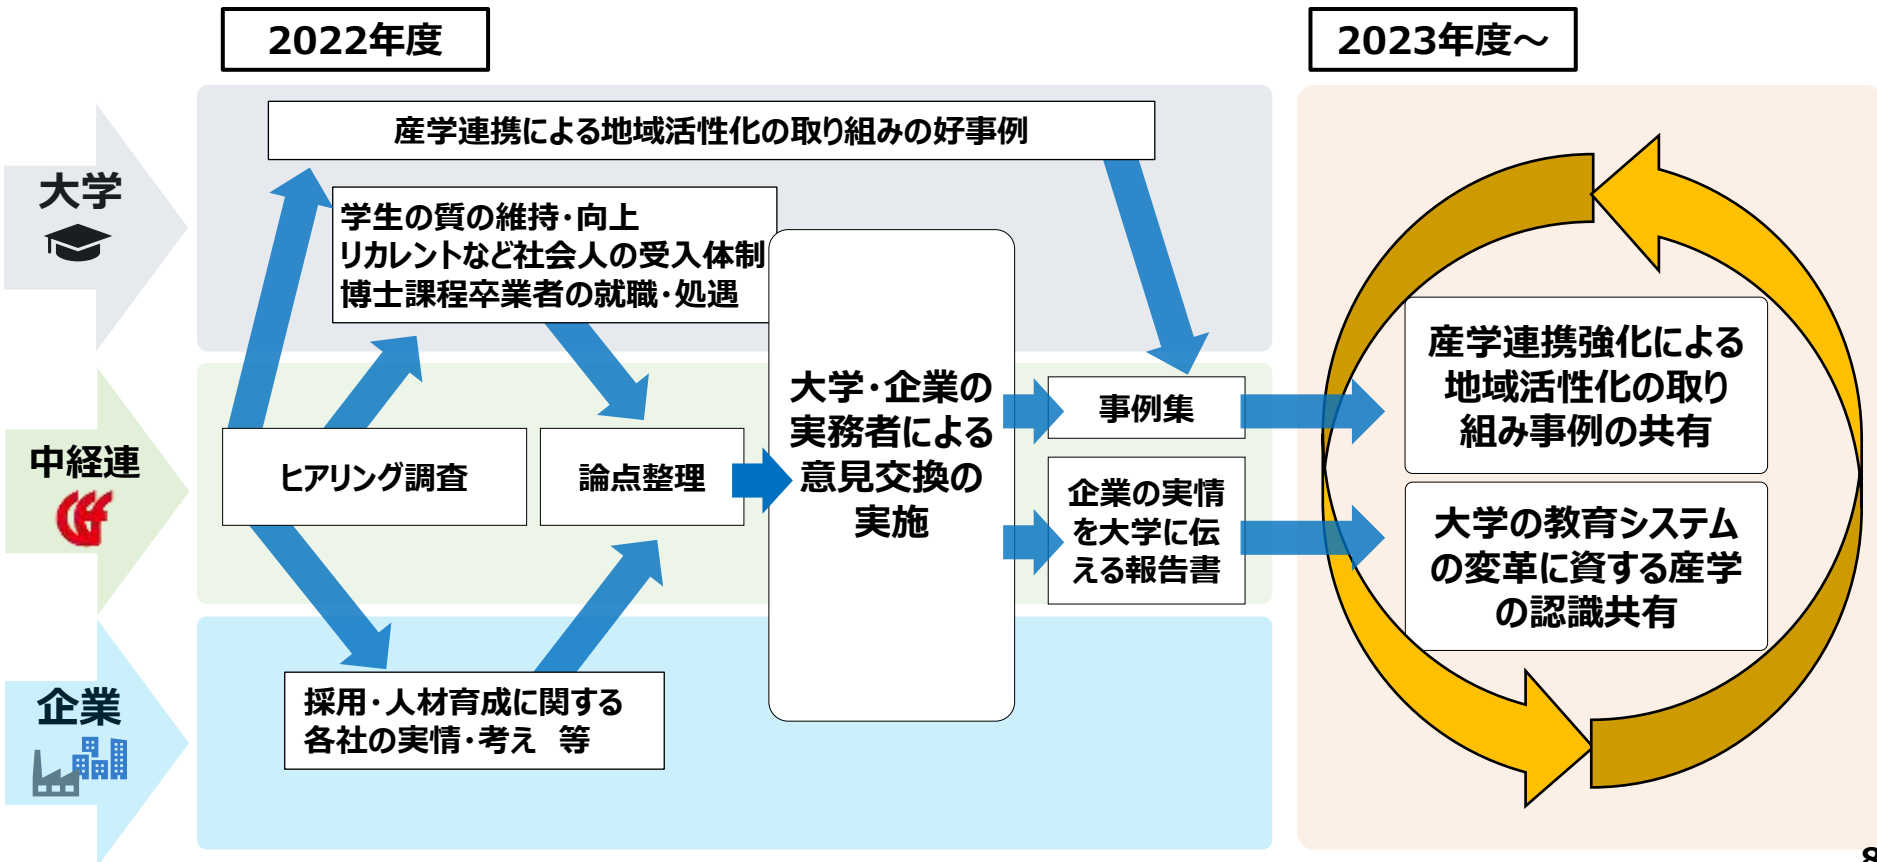 2022年度
2023年度～
産学連携による地域活性化の取り組みの好事例
大学
学生の質の維持・向上
リカレントなど社会人の受入体制
博士課程卒業者の就職・処遇
中経連
ヒアリング調査
論点整理
大学・企業の
実務者による
意見交換の
実施
事例集
企業の実情
を大学に伝
える報告書
産学連携強化による
地域活性化の取り
組み事例の共有
大学の教育システム
の変革に資する産学
の認識共有
企業
採用・人材育成に関する
各社の実情・考え 等
8